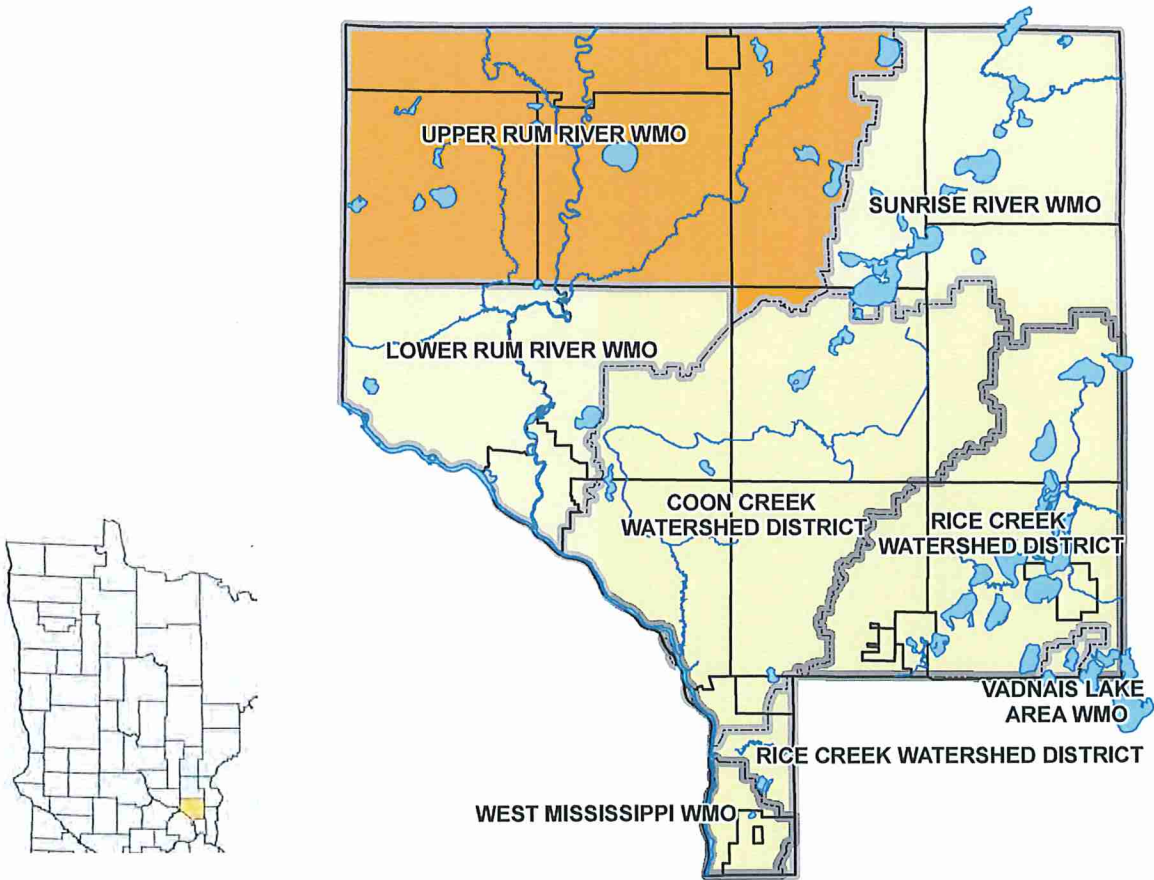 UPPER RUM RIVER WMO
SUNRISE RIVER WMO
LOWER RUM RIVER WMO
COON CREEK
WATERSHED DISTRICT
RICE CREEK
WATERSHED DISTRICT
VADNAIS LAKE
AREA WMO
RICE CREEK WATERSHED DISTRICT
WEST MISSISSIPPI WMO